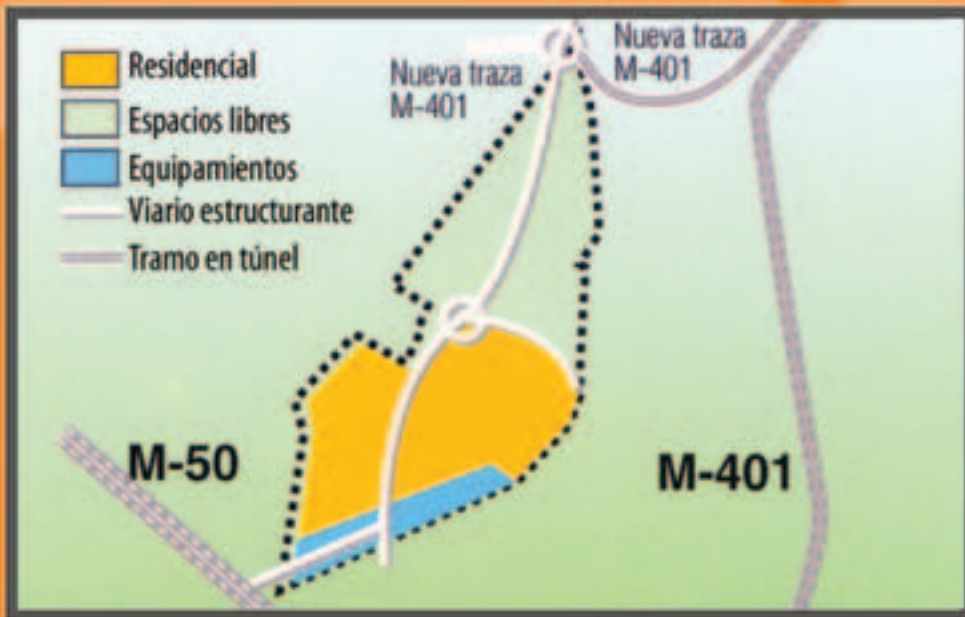 Residencial
Espacios libres
Equipamientos
Viario estructurante
Tramo en túnel
Nueva traza
M-401
Nueva traza
M-401
M-50
M-401